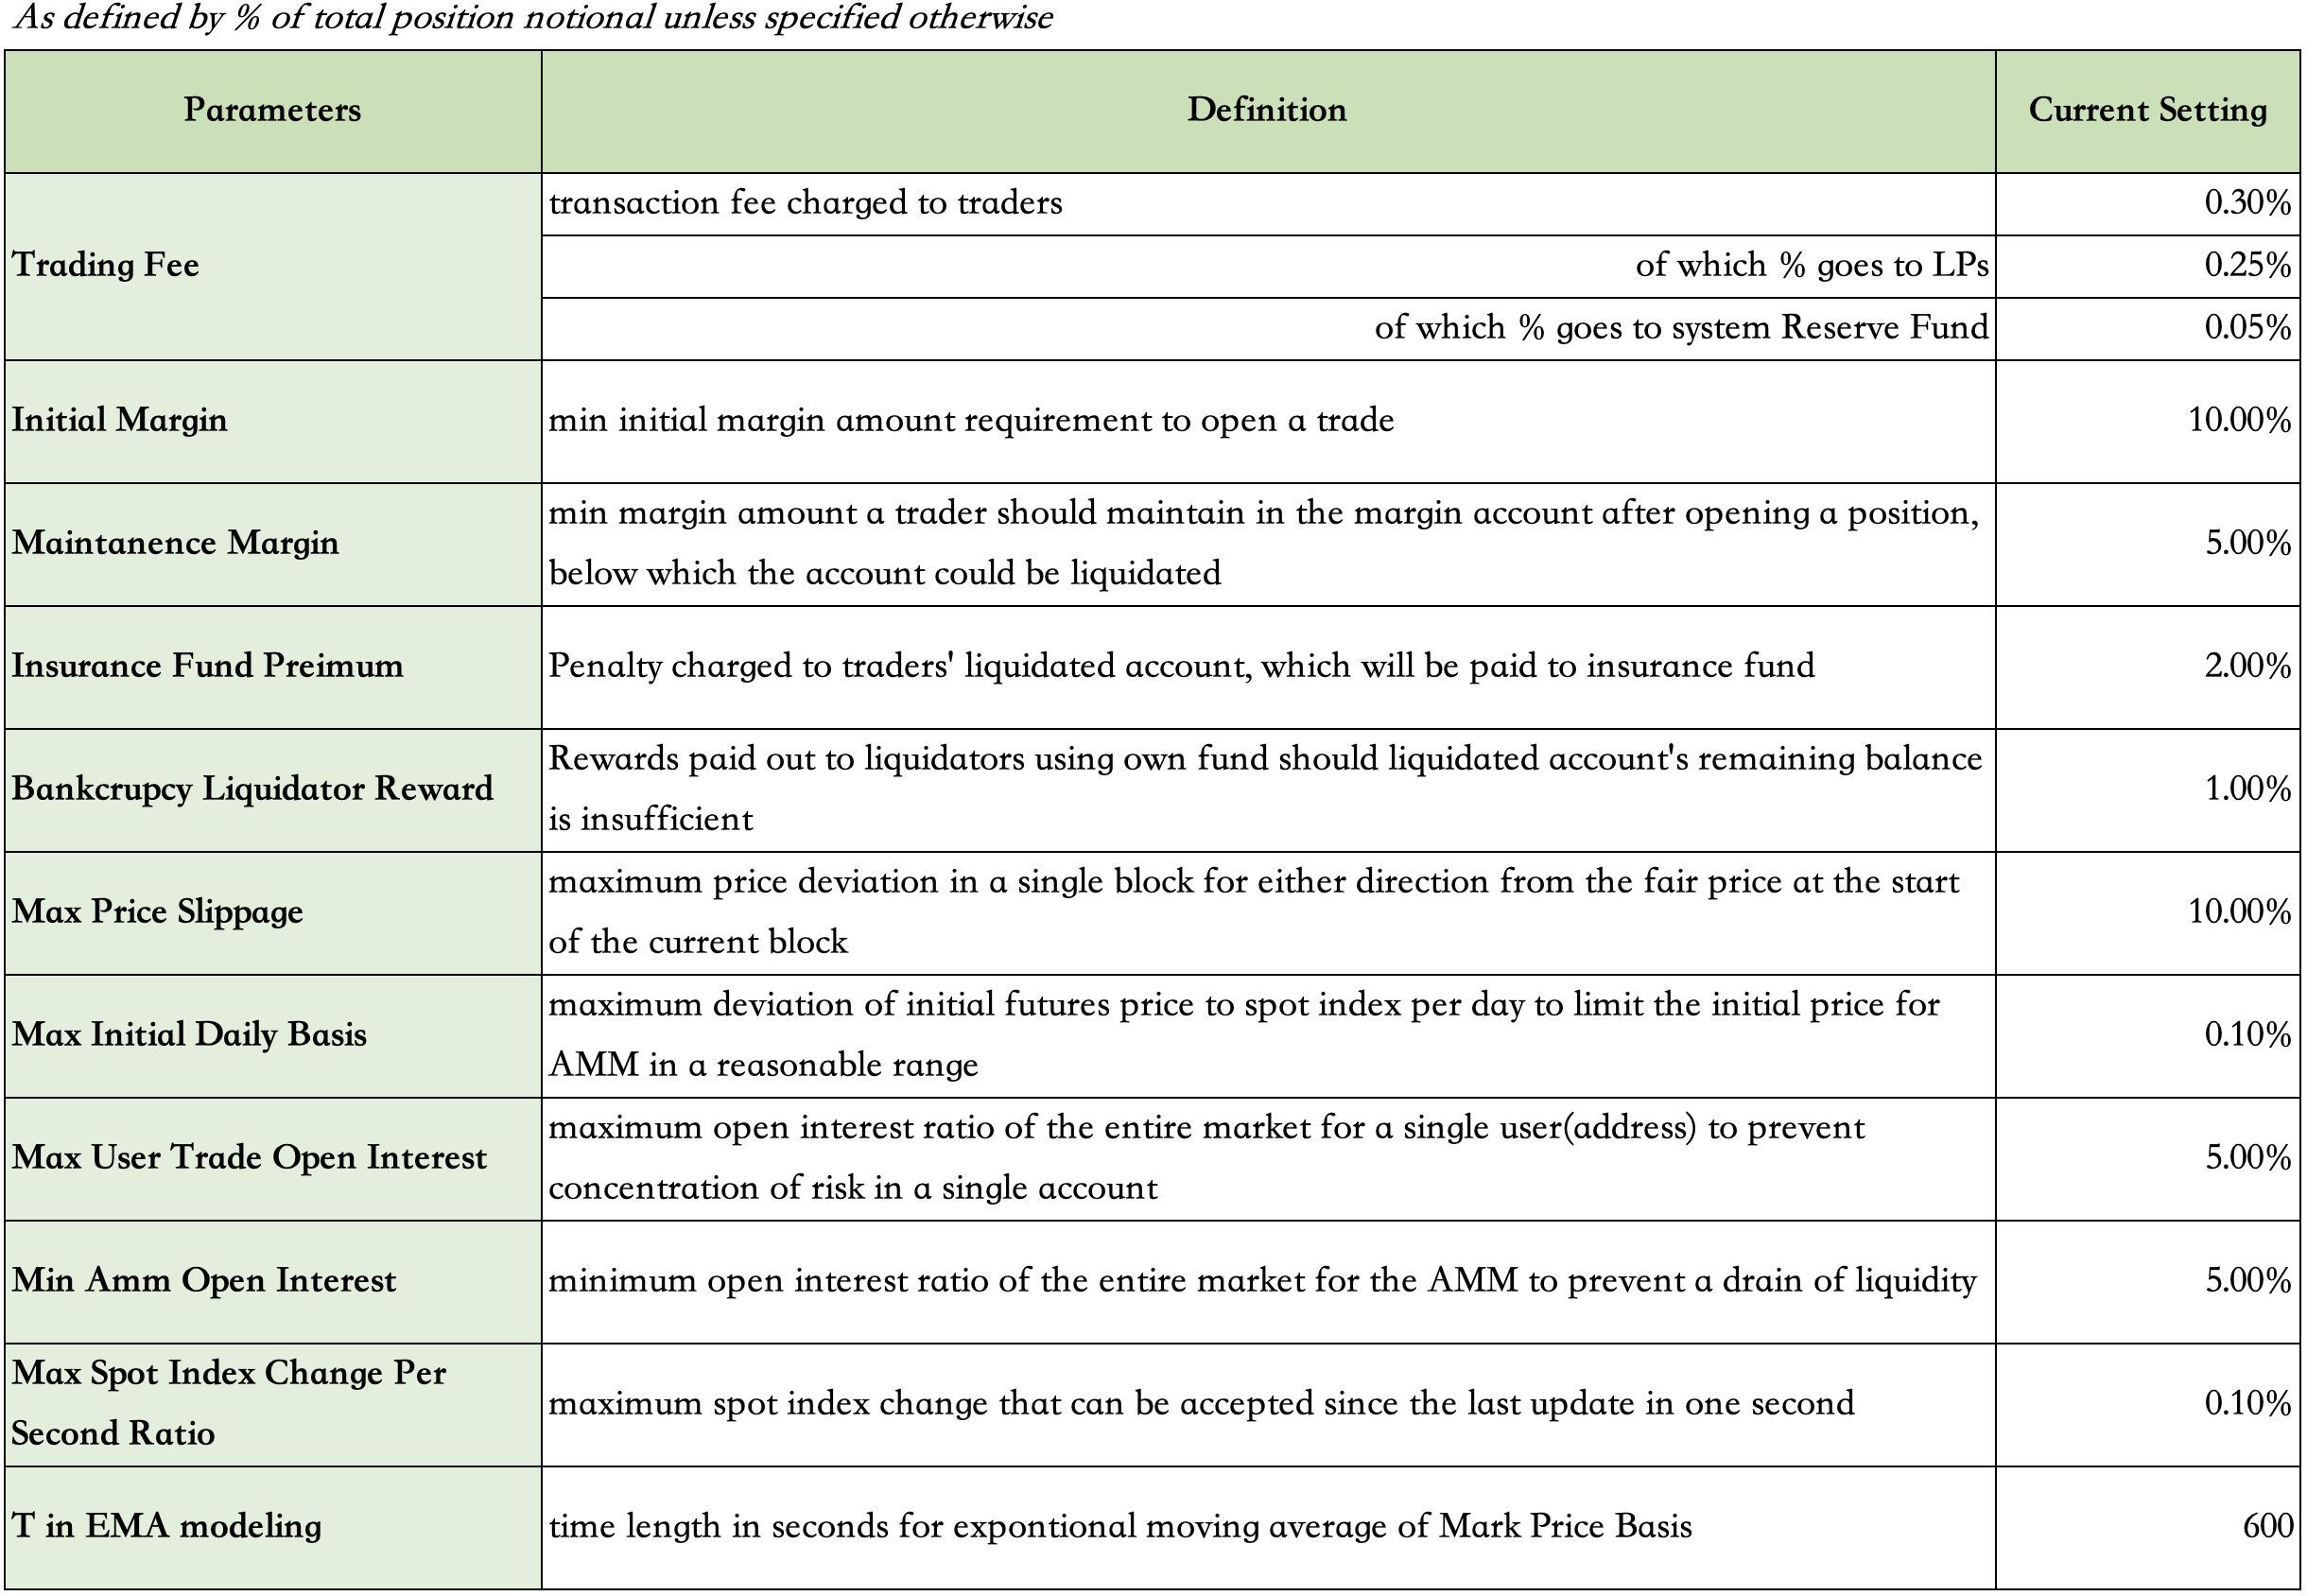 As defined by % of total position notional unless specified otherwise
Parameters
Definition
Current Setting
Trading Fee
transaction fee charged to traders
0.30%
of which % goes to LPs
0.25%
of which % goes to system Reserve Fund
0.05%
Initial Margin
min initial margin amount requirement to open a trade
10.00%
Maintanence Margin
min margin amount a trader should maintain in the margin account after opening a position,
below which the account could be liquidated
5.00%
Insurance Fund Preimum
Penalty charged to traders' liquidated account, which will be paid to insurance fund
2.00%
Bankcrupcy Liquidator Reward
Rewards paid out to liquidators using own fund should liquidated account's remaining balance
is insufficient
1.00%
Max Price Slippage
maximum price deviation in a single block for either direction from the fair price at the start
of the current block
10.00%
Max Initial Daily Basis
maximum deviation of initial futures price to spot index per day to limit the initial price for
AMM in a reasonable range
0.10%
Max User Trade Open Interest
maximum open interest ratio of the entire market for a single user(address) to prevent
concentration of risk in a single account
5.00%
Min Amm Open Interest
minimum open interest ratio of the entire market for the AMM to prevent a drain of liquidity
5.00%
Max Spot Index Change Per
Second Ratio
maximum spot index change that can be accepted since the last update in one second
0.10%
T in EMA modeling
time length in seconds for expontional moving average of Mark Price Basis
600